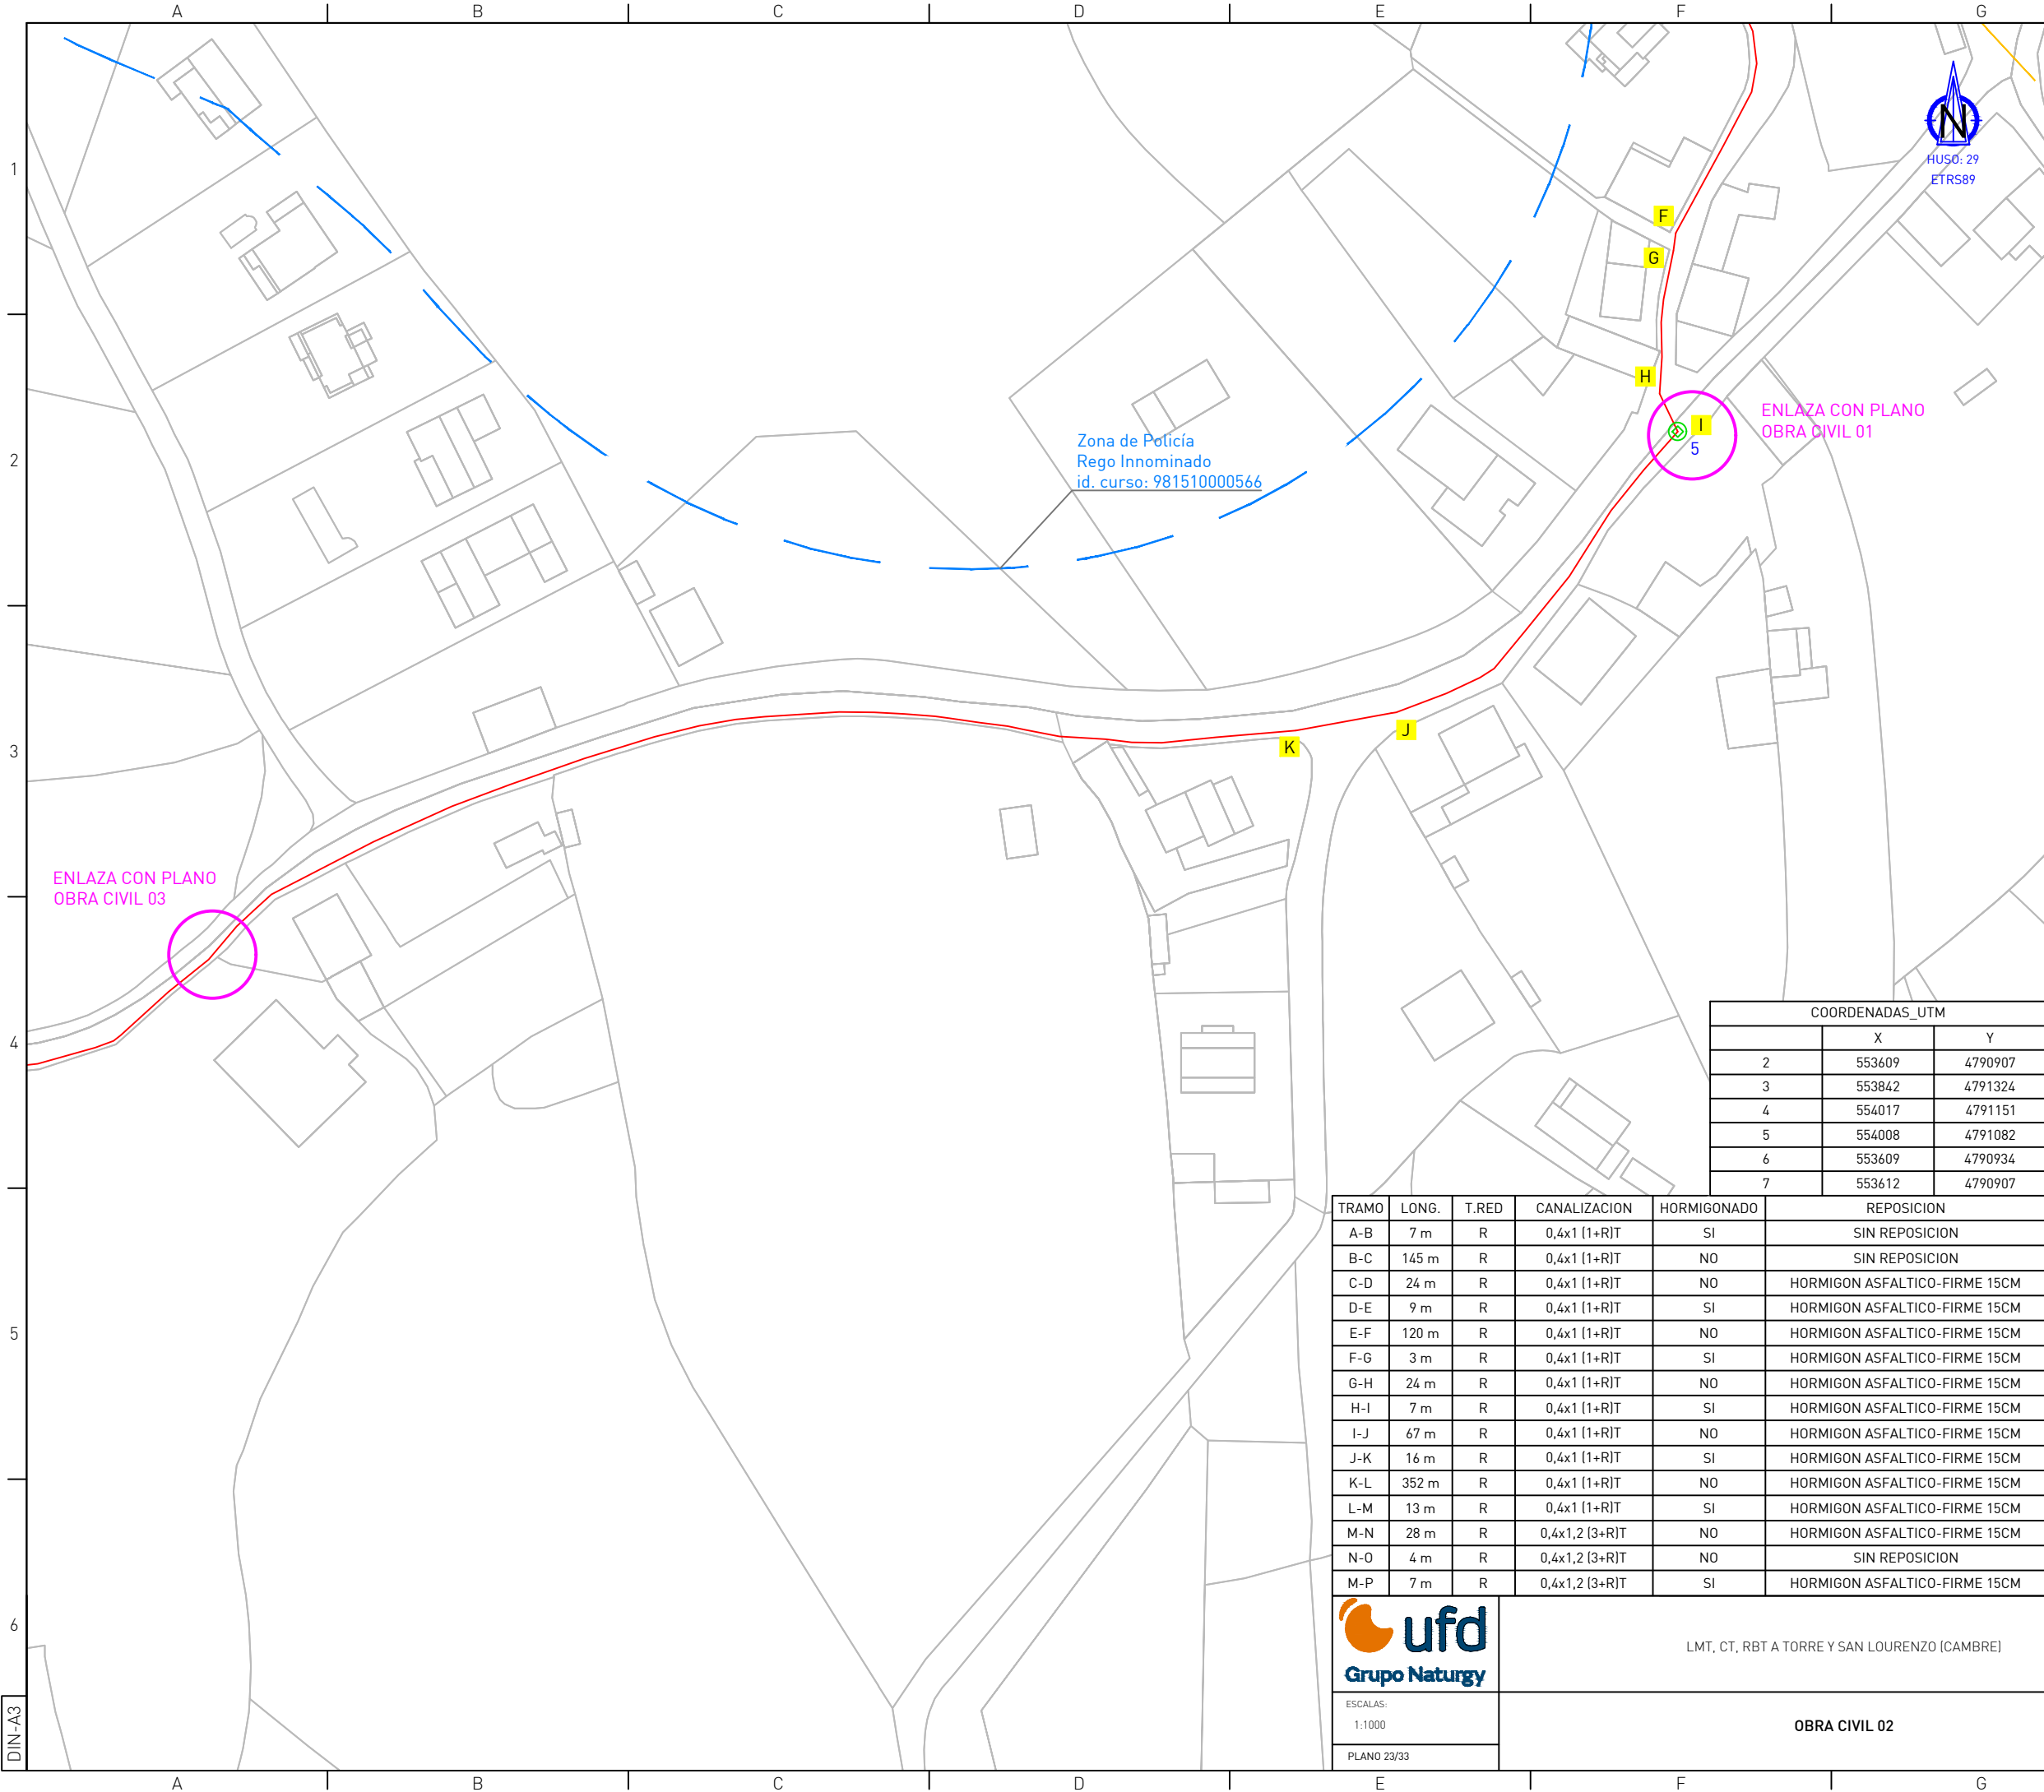 A B C D E F G
1
2
3
4
5
6
HUSO: 29
ETRS89
F
G
H
I
5
ENLAZA CON PLANO
OBRA CIVIL 01
Zona de Policía
Rego Innominado
id. curso: 981510000566
J
K
ENLAZA CON PLANO
OBRA CIVIL 03
N
COORDENADAS_UTM
X Y
2 553609 4790907
3 553842 4791324
4 554017 4791151
5 554008 4791082
6 553609 4790934
7 553612 4790907
TRAMO LONG. T.RED CANALIZACION HORMIGONADO REPOSICION
A-B 7 m R 0,4x1 (1+R)T SI SIN REPOSICION
B-C 145 m R 0,4x1 (1+R)T NO SIN REPOSICION
C-D 24 m R 0,4x1 (1+R)T NO HORMIGON ASFALTICO-FIRME 15CM
D-E 9 m R 0,4x1 (1+R)T SI HORMIGON ASFALTICO-FIRME 15CM
E-F 120 m R 0,4x1 (1+R)T NO HORMIGON ASFALTICO-FIRME 15CM
F-G 3 m R 0,4x1 (1+R)T SI HORMIGON ASFALTICO-FIRME 15CM
G-H 24 m R 0,4x1 (1+R)T NO HORMIGON ASFALTICO-FIRME 15CM
H-I 7 m R 0,4x1 (1+R)T SI HORMIGON ASFALTICO-FIRME 15CM
I-J 67 m R 0,4x1 (1+R)T NO HORMIGON ASFALTICO-FIRME 15CM
J-K 16 m R 0,4x1 (1+R)T SI HORMIGON ASFALTICO-FIRME 15CM
K-L 352 m R 0,4x1 (1+R)T NO HORMIGON ASFALTICO-FIRME 15CM
L-M 13 m R 0,4x1 (1+R)T SI HORMIGON ASFALTICO-FIRME 15CM
M-N 28 m R 0,4x1,2 (3+R)T NO HORMIGON ASFALTICO-FIRME 15CM
N-O 4 m R 0,4x1,2 (3+R)T NO SIN REPOSICION
M-P 7 m R 0,4x1,2 (3+R)T SI HORMIGON ASFALTICO-FIRME 15CM
ufd
Grupo Naturgy
LMT, CT, RBT A TORRE Y SAN LOURENZO (CAMBRE)
ESCALAS:
1:1000
OBRA CIVIL 02
PLANO 23/33
DIN-A3
A B C D E F G